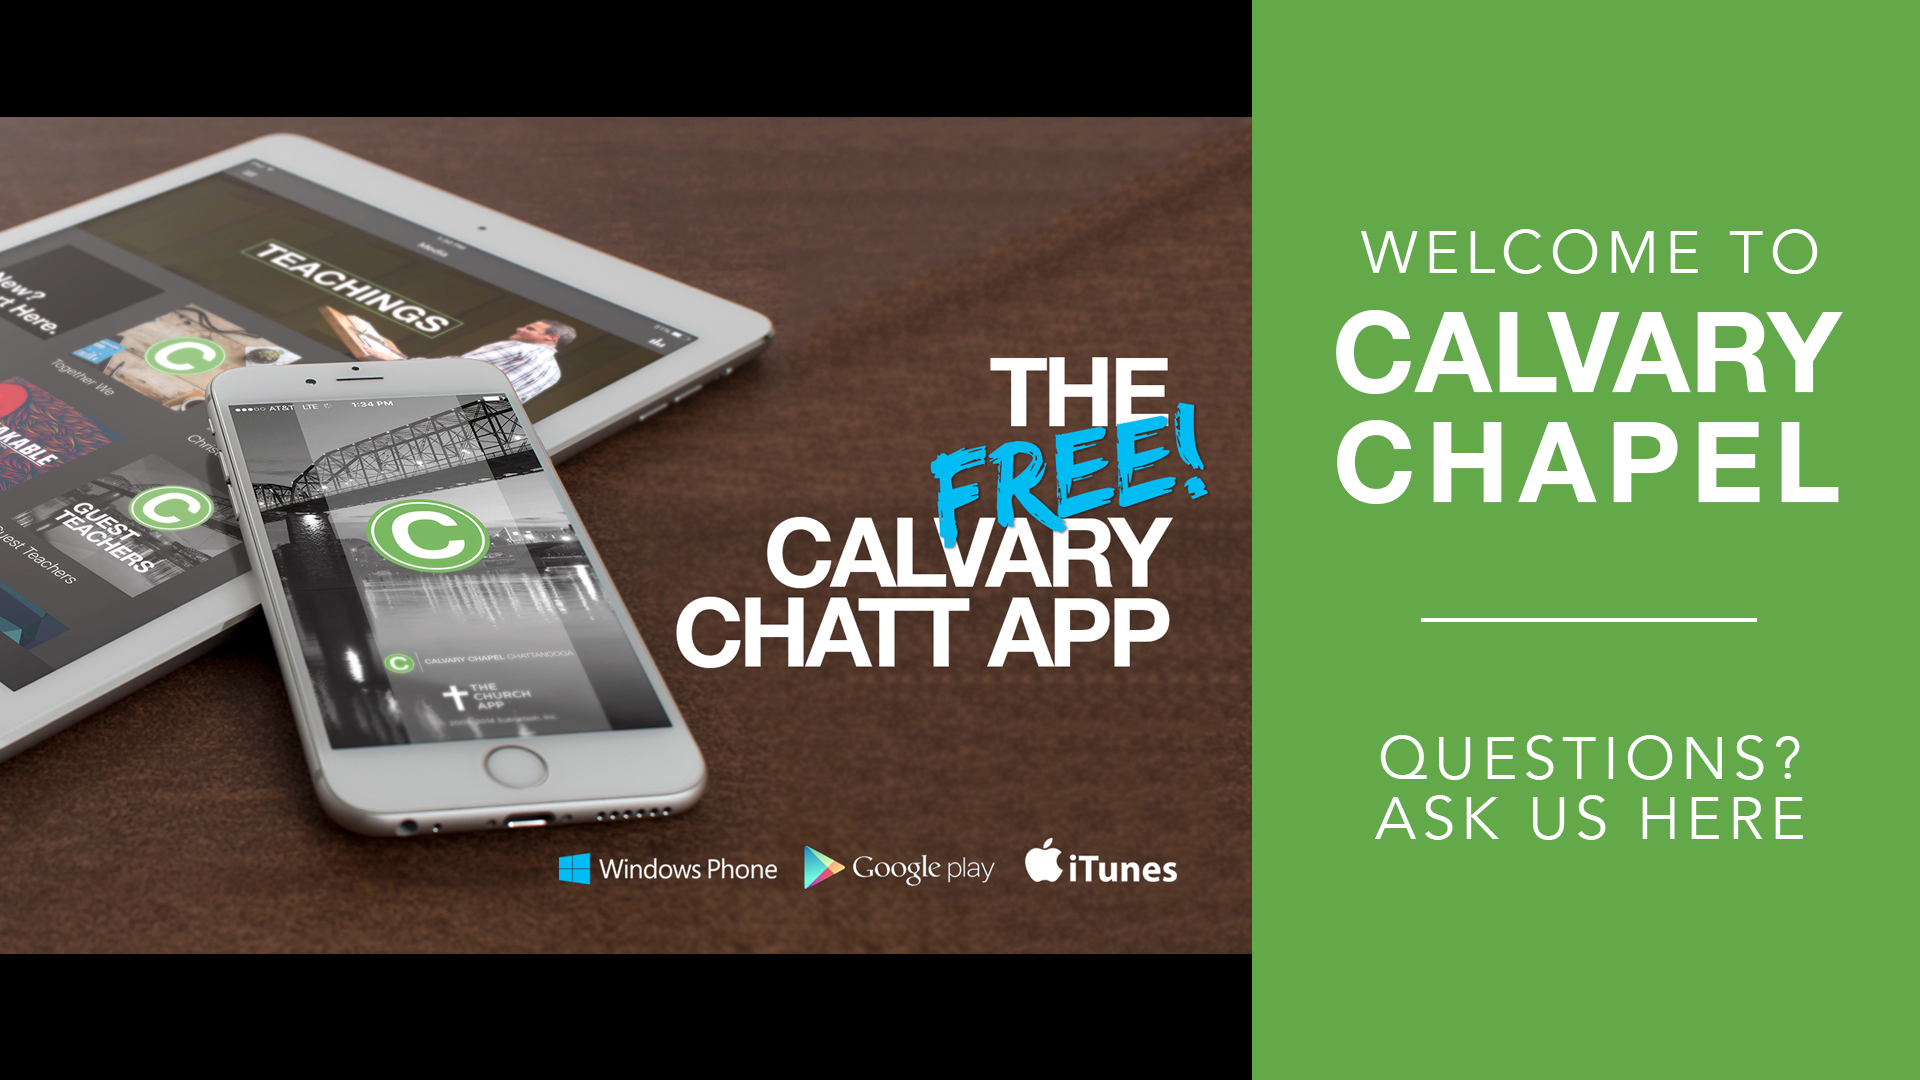 TEACHINGS
Media
New?
rt Here.
Together We
AKABLE
GUEST
TEACHERS
Guest Teachers
C
C
AT&T LTE
1:34 PM
C
C
CALVARY CHAPEL CHATTANOOGA
THE
CHURCH
APP
THE
FREE!
CALVARY
CHATT APP
Windows Phone
Google play
iTunes
WELCOME TO
CALVARY
CHAPEL
QUESTIONS?
ASK US HERE